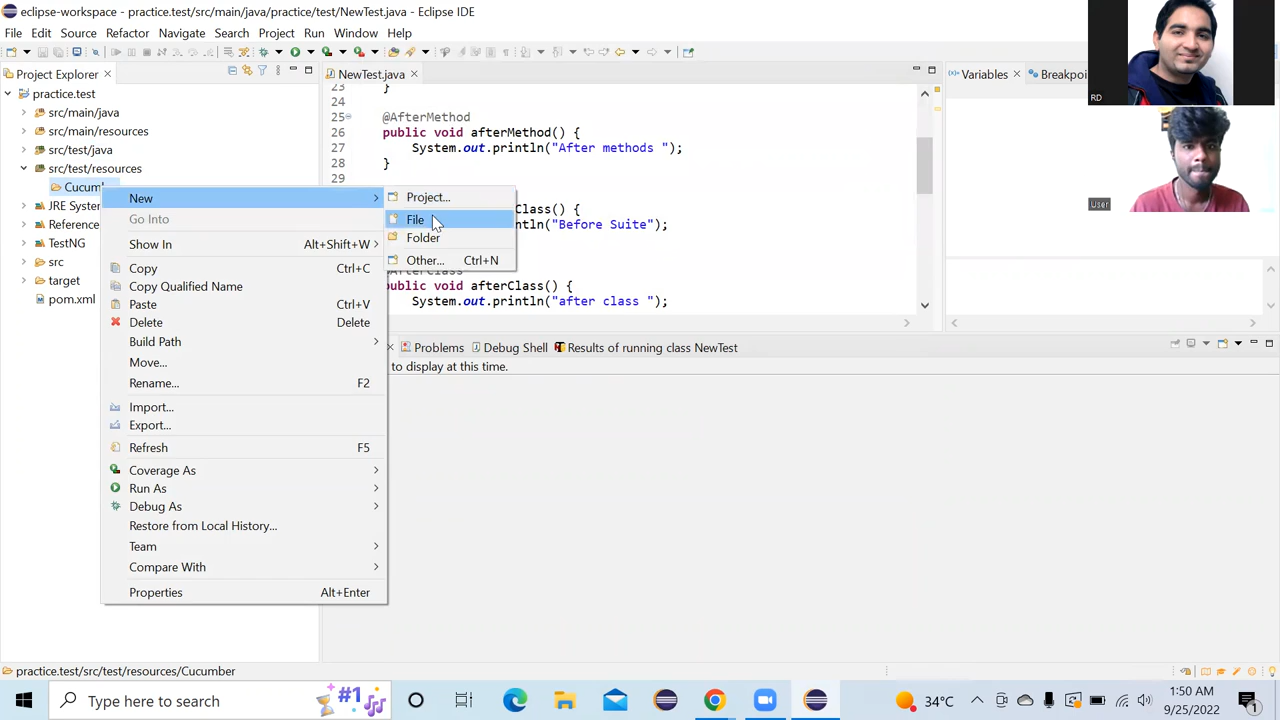 eclipse-workspace - practice.test/src/main/java/practice/test/NewTest.java - Eclipse IDE
File Edit Source Refactor Navigate Search Project Run Window Help
Project Explorer
practice.test
src/main/java
src/main/resources
src/test/java
src/test/resources
Cucum
JRE System
Reference
TestNG
src
target
pom.xml
NewTest.java
23 }
24
25 @AfterMethod
26 public void afterMethod() {
27 System.out.println("After methods ");
28 }
29
Class() {
ntln("Before Suite");
@AfterClass
afterClass() {
.out.println("after class ");
New
Go Into
Show In Alt+Shift+W
Copy Ctrl+C
Copy Qualified Name
Paste Ctrl+V
Delete Delete
Build Path
Move...
Rename... F2
Import...
Export...
Refresh F5
Coverage As
Run As
Debug As
Restore from Local History...
Team
Compare With
Properties Alt+Enter
Project...
File
Folder
Other... Ctrl+N
Variables Breakpoi
RD
User
Problems Debug Shell Results of running class NewTest
to display at this time.
practice.test/src/test/resources/Cucumber
Type here to search
#1
34°C
1:50 AM
9/25/2022
1